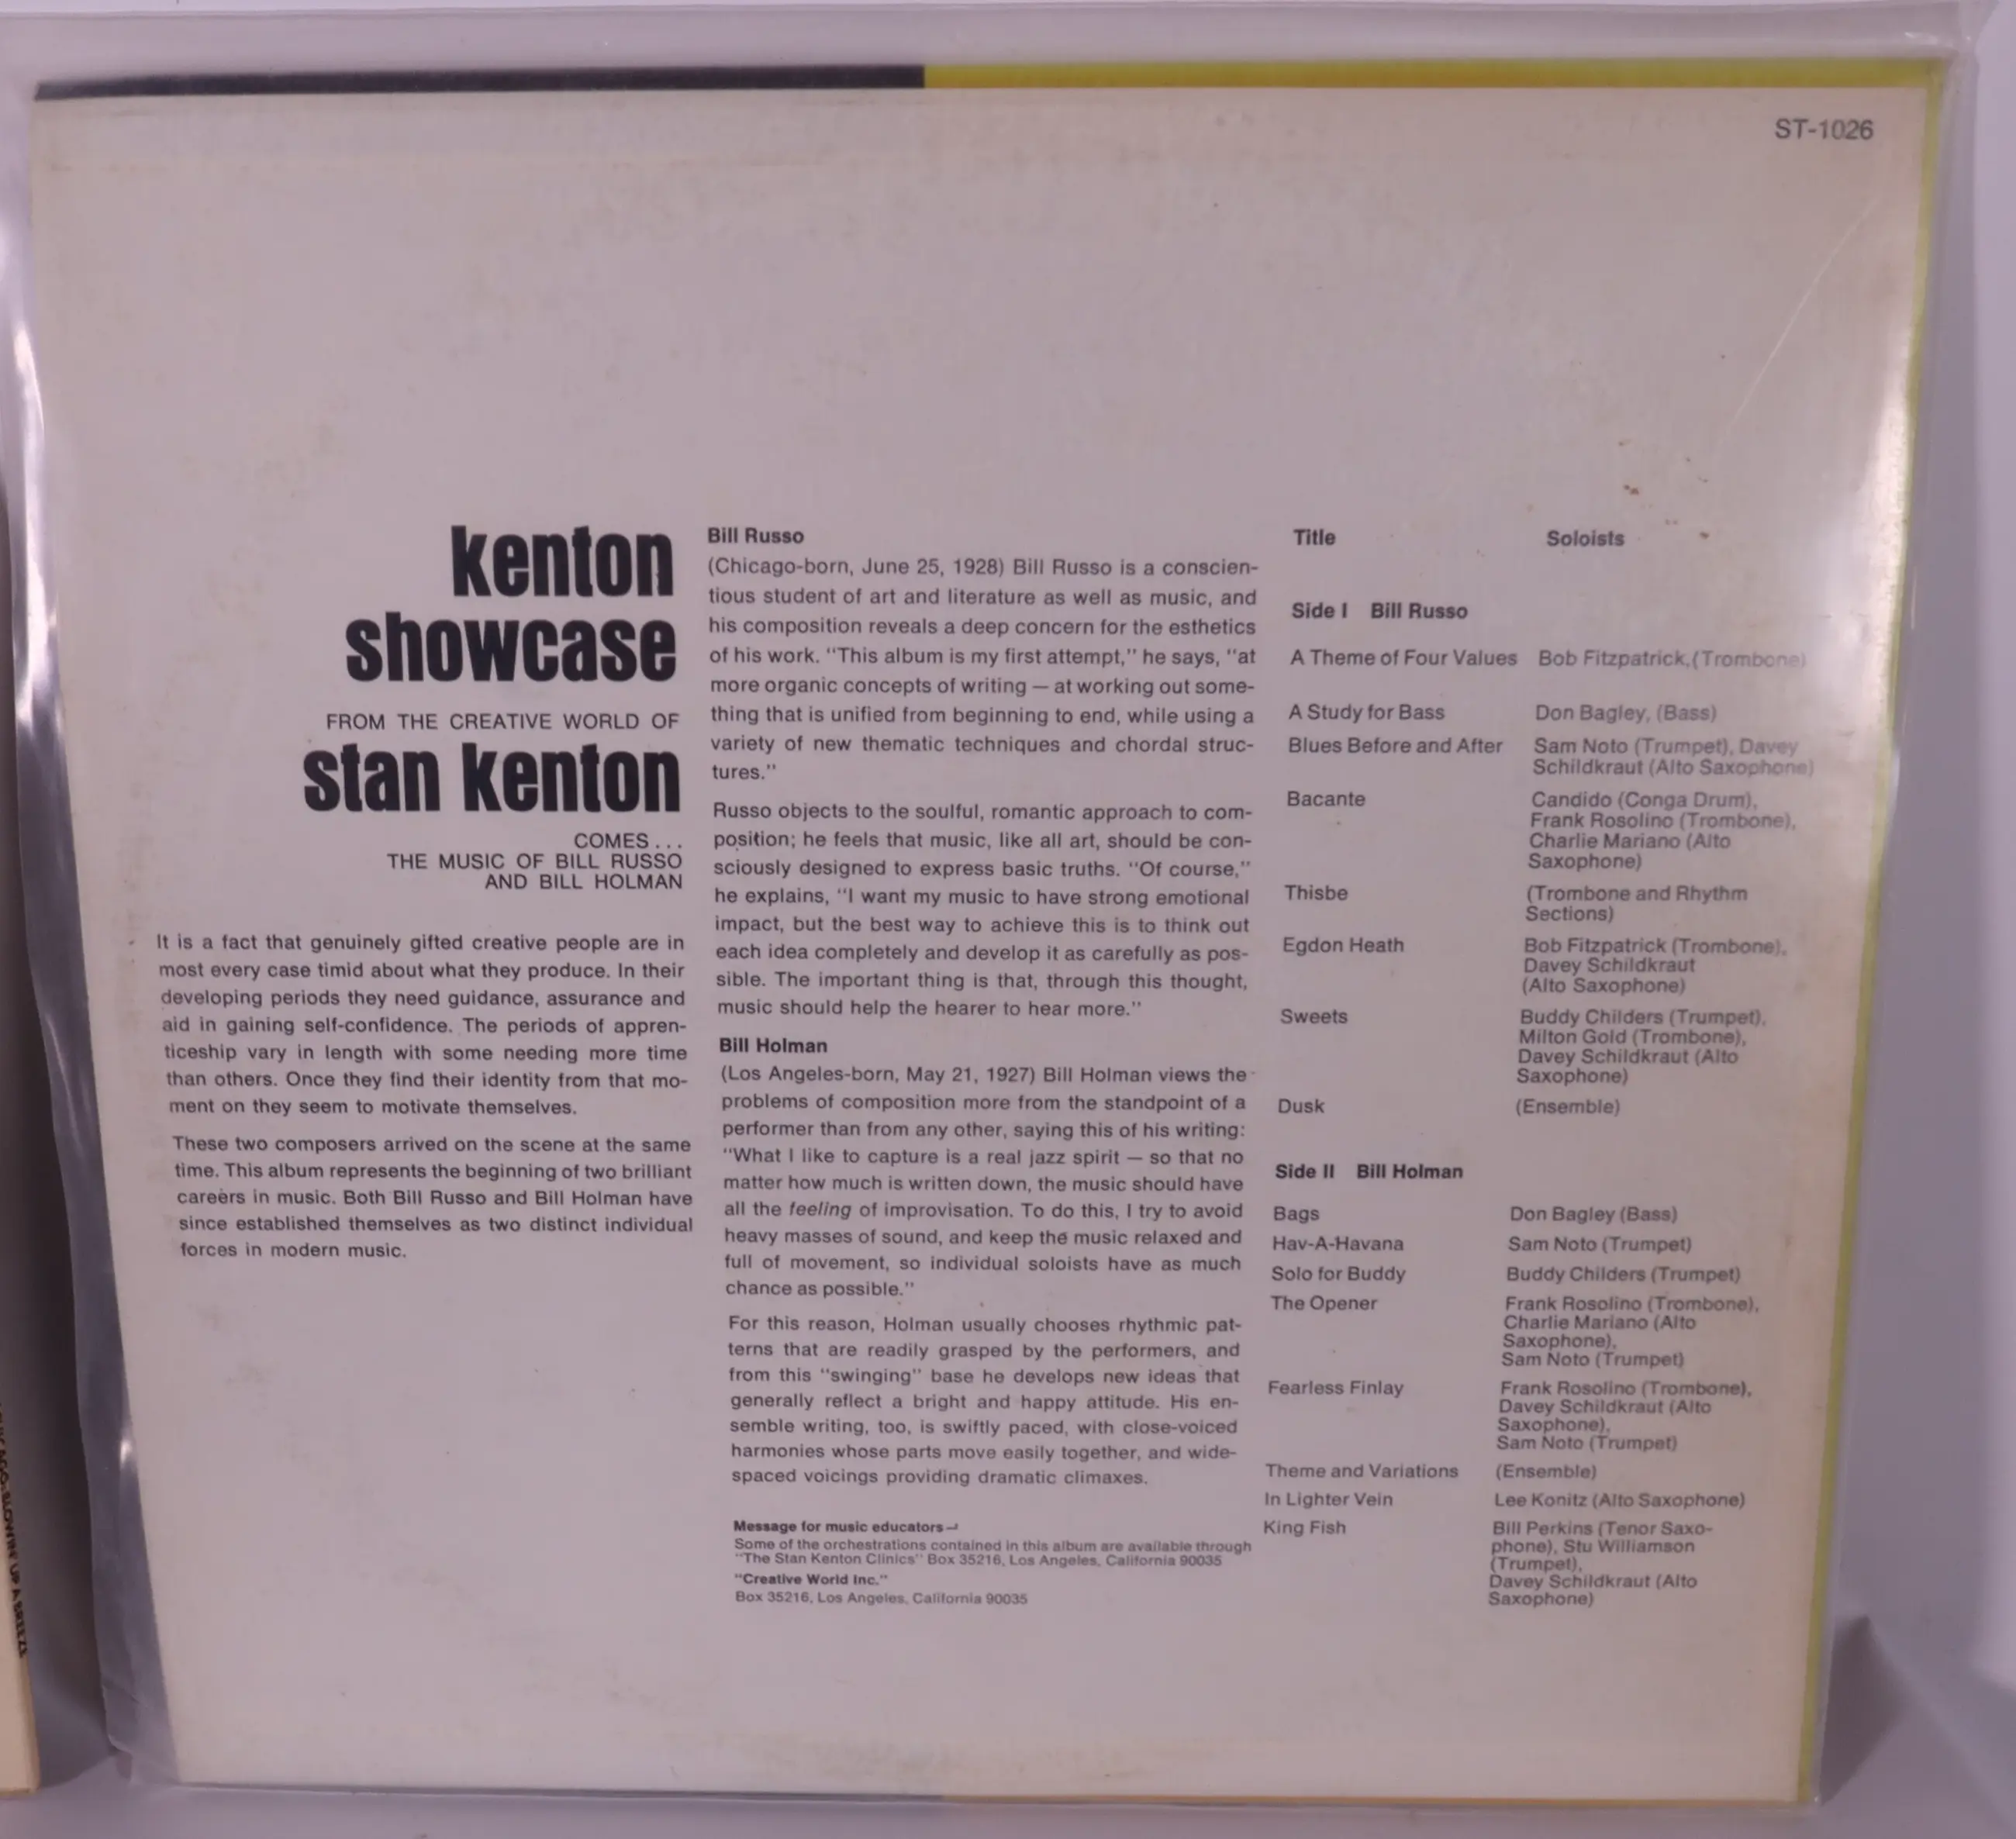 ST-1026
kenton
showcase
FROM THE CREATIVE WORLD OF
stan kenton
COMES...
THE MUSIC OF BILL RUSSO
AND BILL HOLMAN
It is a fact that genuinely gifted creative people are in
most every case timid about what they produce. In their
developing periods they need guidance, assurance and
aid in gaining self-confidence. The periods of appren-
ticeship vary in length with some needing more time
than others. Once they find their identity from that mo-
ment on they seem to motivate themselves.
These two composers arrived on the scene at the same
time. This album represents the beginning of two brilliant
careers in music. Both Bill Russo and Bill Holman have
since established themselves as two distinct individual
forces in modern music.
Bill Russo
(Chicago-born, June 25, 1928) Bill Russo is a conscien-
tious student of art and literature as well as music, and
his composition reveals a deep concern for the esthetics
of his work. "This album is my first attempt," he says, "at
more organic concepts of writing — at working out some-
thing that is unified from beginning to end, while using a
variety of new thematic techniques and chordal struc-
tures."
Russo objects to the soulful, romantic approach to com-
position; he feels that music, like all art, should be con-
sciously designed to express basic truths. "Of course,"
he explains, "I want my music to have strong emotional
impact, but the best way to achieve this is to think out
each idea completely and develop it as carefully as pos-
sible. The important thing is that, through this thought,
music should help the hearer to hear more."
Bill Holman
(Los Angeles-born, May 21, 1927) Bill Holman views the
problems of composition more from the standpoint of a
performer than from any other, saying this of his writing:
"What I like to capture is a real jazz spirit — so that no
matter how much is written down, the music should have
all the feeling of improvisation. To do this, I try to avoid
heavy masses of sound, and keep the music relaxed and
full of movement, so individual soloists have as much
chance as possible."
For this reason, Holman usually chooses rhythmic pat-
terns that are readily grasped by the performers, and
from this "swinging" base he develops new ideas that
generally reflect a bright and happy attitude. His en-
semble writing, too, is swiftly paced, with close-voiced
harmonies whose parts move easily together, and wide-
spaced voicings providing dramatic climaxes.
Message for music educators—
Some of the orchestrations contained in this album are available through
"The Stan Kenton Clinics" Box 35216, Los Angeles, California 90035
"Creative World Inc."
Box 35216, Los Angeles, California 90035
Title Soloists
Side I Bill Russo
A Theme of Four Values Bob Fitzpatrick, (Trombone)
A Study for Bass Don Bagley, (Bass)
Blues Before and After Sam Noto (Trumpet), Davey
Schildkraut (Alto Saxophone)
Bacante Candido (Conga Drum),
Frank Rosolino (Trombone),
Charlie Mariano (Alto
Saxophone)
Thisbe (Trombone and Rhythm
Sections)
Egdon Heath Bob Fitzpatrick (Trombone),
Davey Schildkraut
(Alto Saxophone)
Sweets Buddy Childers (Trumpet),
Milton Gold (Trombone),
Davey Schildkraut (Alto
Saxophone)
Dusk (Ensemble)
Side II Bill Holman
Bags Don Bagley (Bass)
Hav-A-Havana Sam Noto (Trumpet)
Solo for Buddy Buddy Childers (Trumpet)
The Opener Frank Rosolino (Trombone),
Charlie Mariano (Alto
Saxophone),
Sam Noto (Trumpet)
Fearless Finlay Frank Rosolino (Trombone),
Davey Schildkraut (Alto
Saxophone),
Sam Noto (Trumpet)
Theme and Variations (Ensemble)
In Lighter Vein Lee Konitz (Alto Saxophone)
King Fish Bill Perkins (Tenor Saxo-
phone), Stu Williamson
(Trumpet),
Davey Schildkraut (Alto
Saxophone)
BLOWING UP A BREEZE